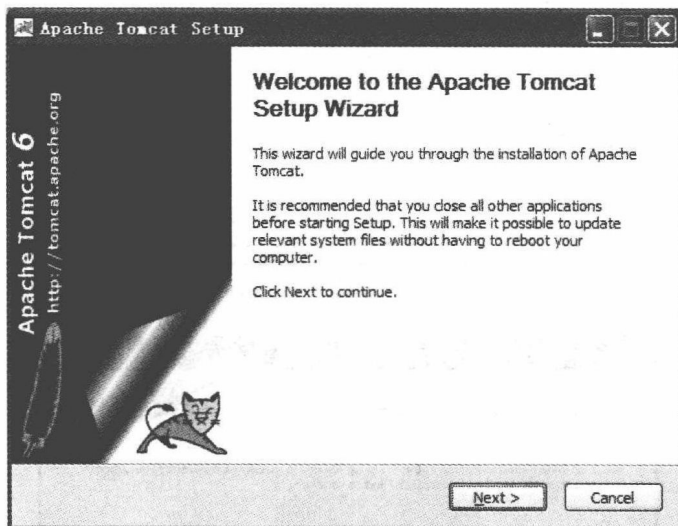 Apache Tomcat Setup
Apache Tomcat 6
http://tomcat.apache.org
Welcome to the Apache Tomcat
Setup Wizard
This wizard will guide you through the installation of Apache
Tomcat.
It is recommended that you close all other applications
before starting Setup. This will make it possible to update
relevant system files without having to reboot your
computer.
Click Next to continue.
Next >
Cancel